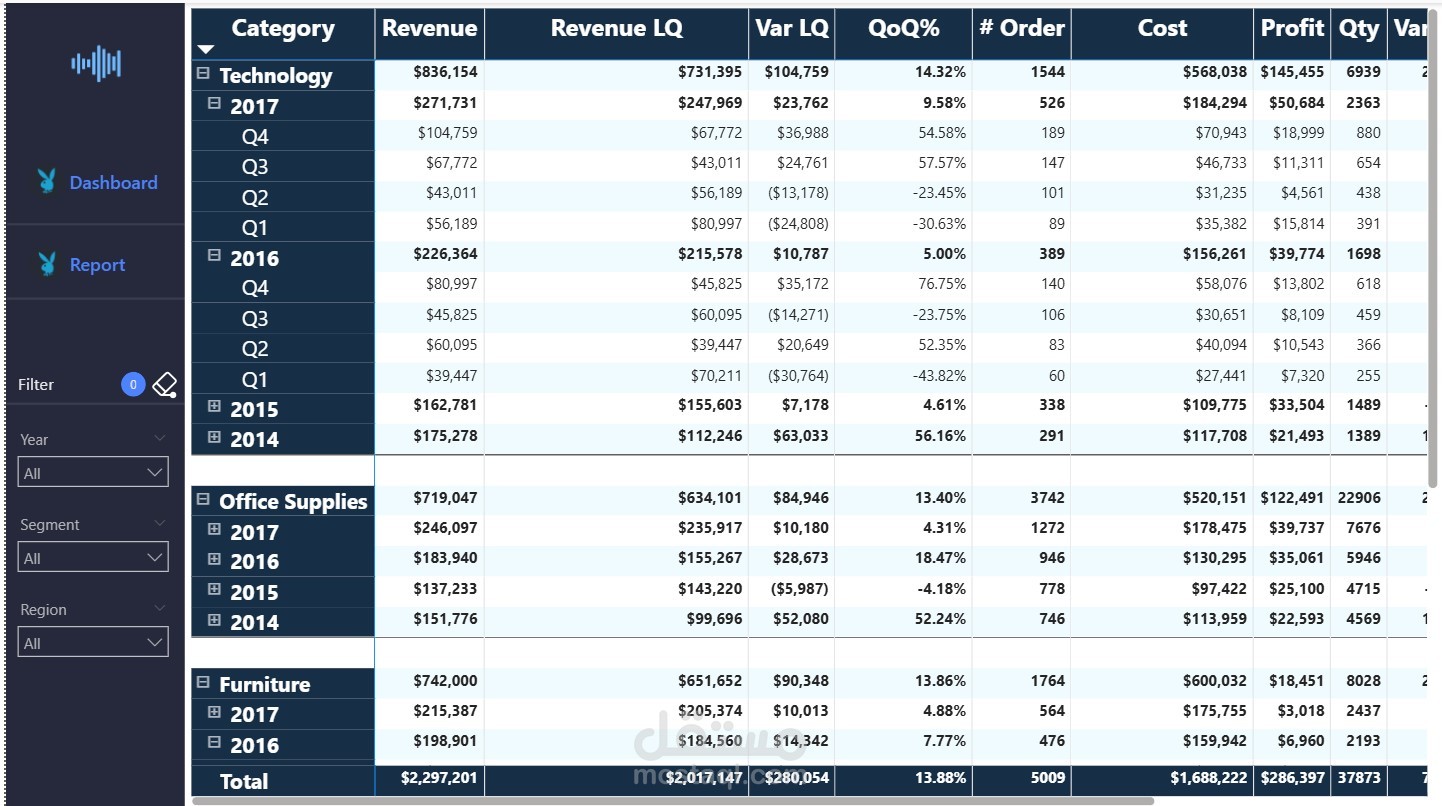 Category Revenue Revenue LQ Var LQ QoQ% # Order Cost Profit Qty Var
Technology $836,154 $731,395 $104,759 14.32% 1544 $568,038 $145,455 6939 2
2017 $271,731 $247,969 $23,762 9.58% 526 $184,294 $50,684 2363
Q4 $104,759 $67,772 $36,988 54.58% 189 $70,943 $18,999 880
Q3 $67,772 $43,011 $24,761 57.57% 147 $46,733 $11,311 654
Dashboard
Q2 $43,011 $56,189 ($13,178) -23.45% 101 $31,235 $4,561 438
Q1 $56,189 $80,997 ($24,808) -30.63% 89 $35,382 $15,814 391
2016 $226,364 $215,578 $10,787 5.00% 389 $156,261 $39,774 1698
Report
Q4 $80,997 $45,825 $35,172 76.75% 140 $58,076 $13,802 618
Q3 $45,825 $60,095 ($14,271) -23.75% 106 $30,651 $8,109 459
Q2 $60,095 $39,447 $20,649 52.35% 83 $40,094 $10,543 366
Q1 $39,447 $70,211 ($30,764) -43.82% 60 $27,441 $7,320 255
Filter 0
2015 $162,781 $155,603 $7,178 4.61% 338 $109,775 $33,504 1489 -
2014 $175,278 $112,246 $63,033 56.16% 291 $117,708 $21,493 1389 1
Year
All
Office Supplies $719,047 $634,101 $84,946 13.40% 3742 $520,151 $122,491 22906 2
2017 $246,097 $235,917 $10,180 4.31% 1272 $178,475 $39,737 7676
Segment
All
2016 $183,940 $155,267 $28,673 18.47% 946 $130,295 $35,061 5946
2015 $137,233 $143,220 ($5,987) -4.18% 778 $97,422 $25,100 4715 -
Region
2014 $151,776 $99,696 $52,080 52.24% 746 $113,959 $22,593 4569 1
All
Furniture $742,000 $651,652 $90,348 13.86% 1764 $600,032 $18,451 8028 2
2017 $215,387 $205,374 $10,013 4.88% 564 $175,755 $3,018 2437
2016 $198,901 $184,560 $14,342 7.77% 476 $159,942 $6,960 2193
مستقل
mostaql.com
Total $2,297,201 $2,017,147 $280,054 13.88% 5009 $1,688,222 $286,397 37873 7